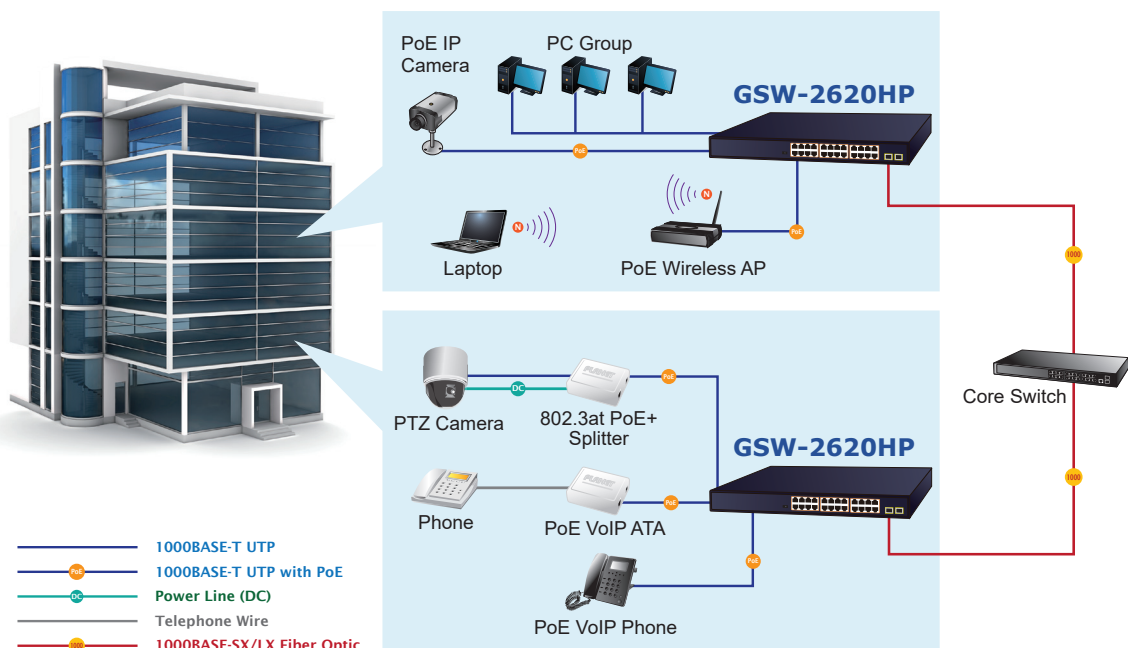 PoE IP
Camera
PC Group
GSW-2620HP
PoE
N
N
PoE
Laptop
PoE Wireless AP
1000
PTZ Camera
DC
PLANET
802.3at PoE+
Splitter
PoE
Core Switch
GSW-2620HP
Phone
PLANET
PoE VoIP ATA
PoE
1000
PoE
PoE VoIP Phone
1000BASE-T UTP
PoE
1000BASE-T UTP with PoE
DC
Power Line (DC)
Telephone Wire
1000
1000BASE-SX/LX Fiber Optic